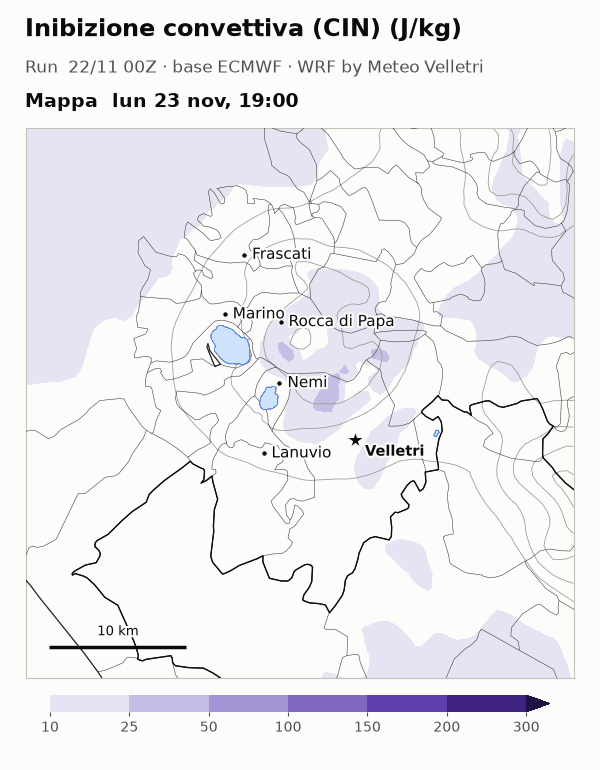 Inibizione convettiva (CIN) (J/kg)
Run  22/11 00Z · base ECMWF · WRF by Meteo Velletri
Mappa  lun 23 nov, 19:00
Frascati
Marino
Rocca di Papa
Nemi
Velletri
Lanuvio
10 km
10 25 50 100 150 200 300